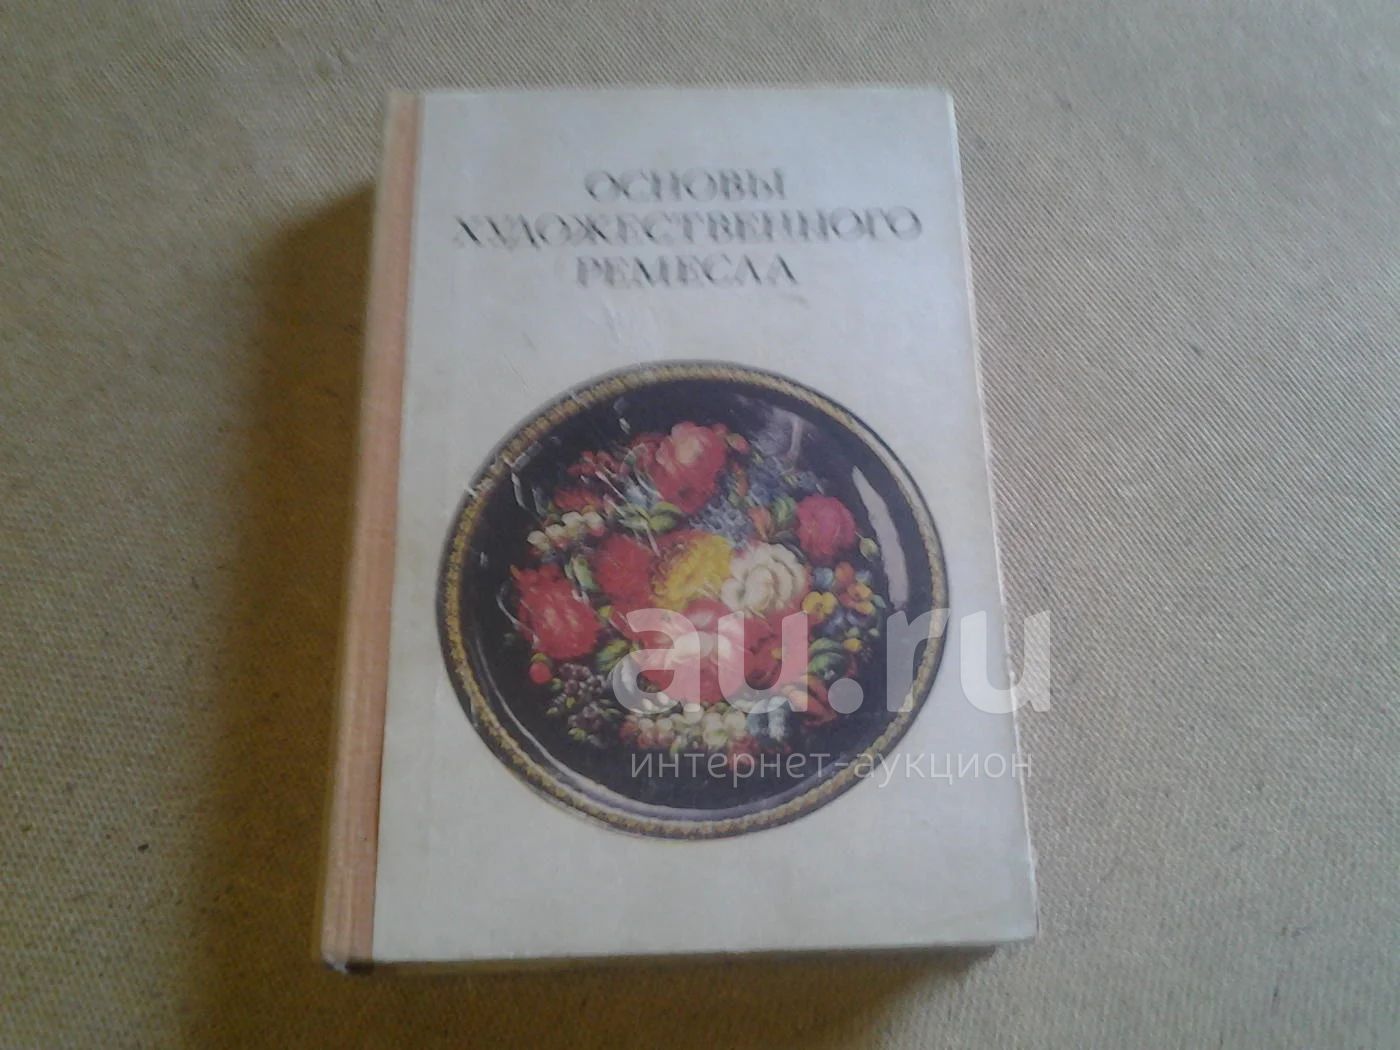 ОСНОВЫ
ХУДОЖЕСТВЕННОГО
РЕМЕСЛА
au.ru
интернет-аукцион